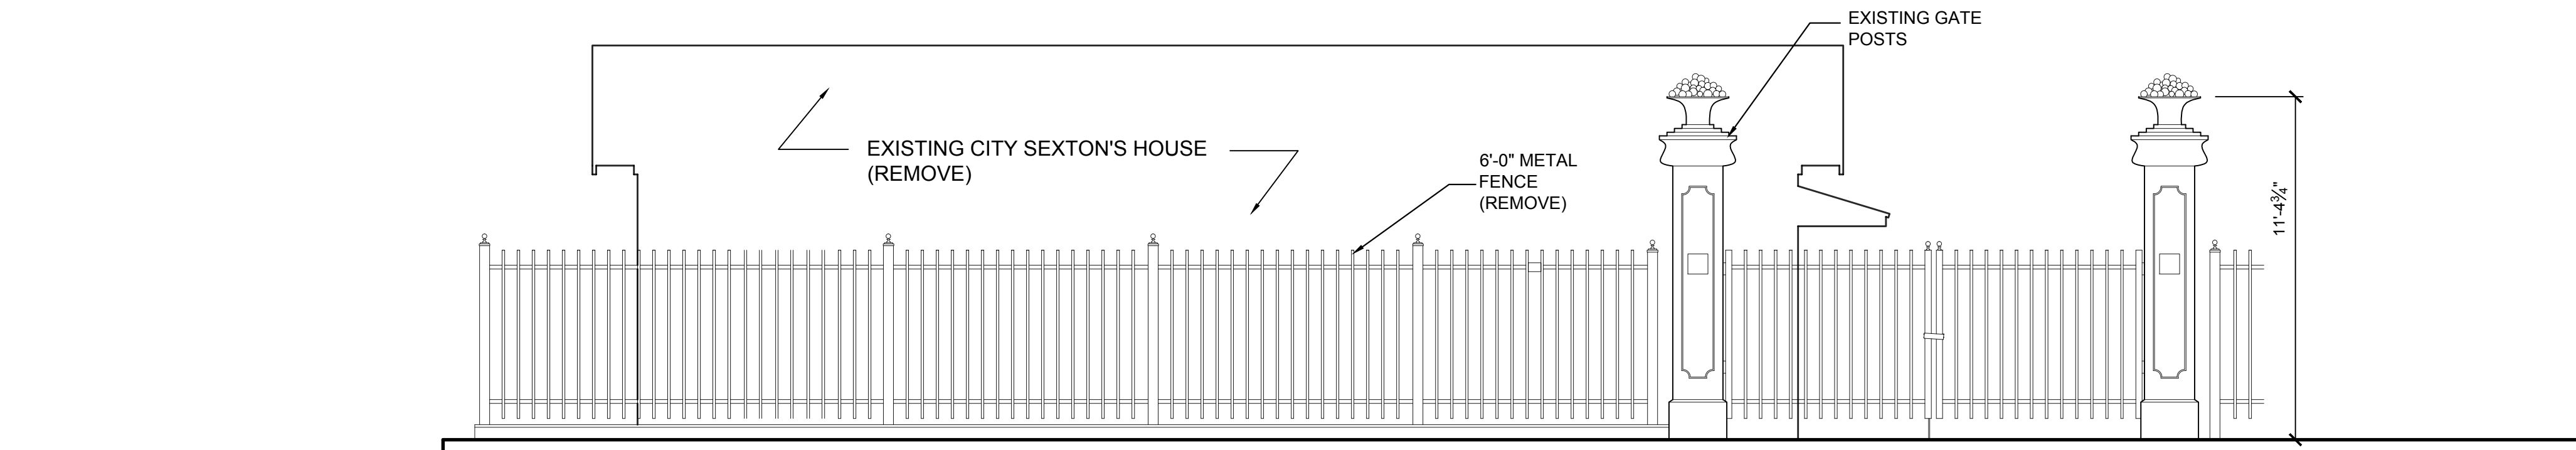 EXISTING GATE
POSTS
EXISTING CITY SEXTON'S HOUSE
(REMOVE)
6'-0" METAL
FENCE
(REMOVE)
11'-4¾"